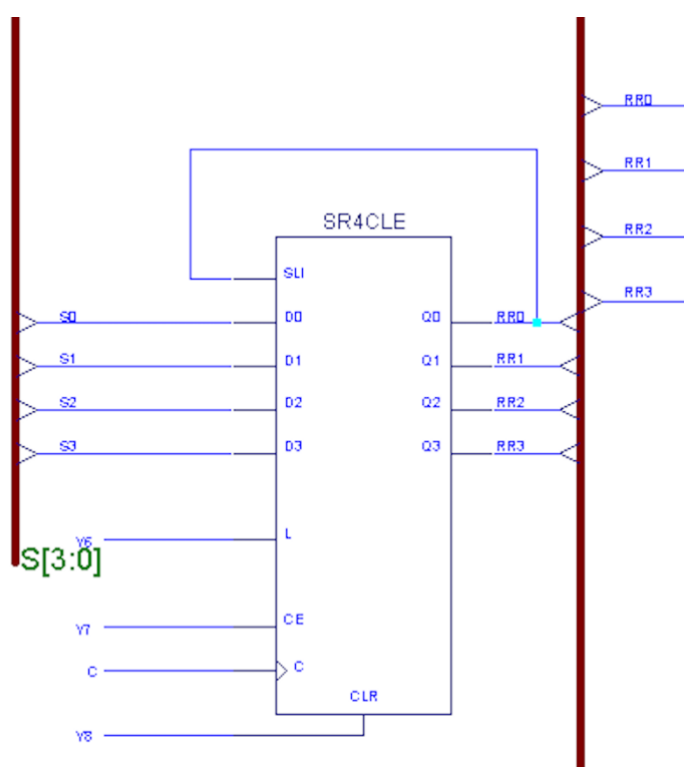 RR0
RR1
RR2
RR3
SR4CLE
SLI
S0 D0 Q0 RR0
S1 D1 Q1 RR1
S2 D2 Q2 RR2
S3 D3 Q3 RR3
Y6 L
S[3:0]
Y7 CE
C C
CLR
Y8